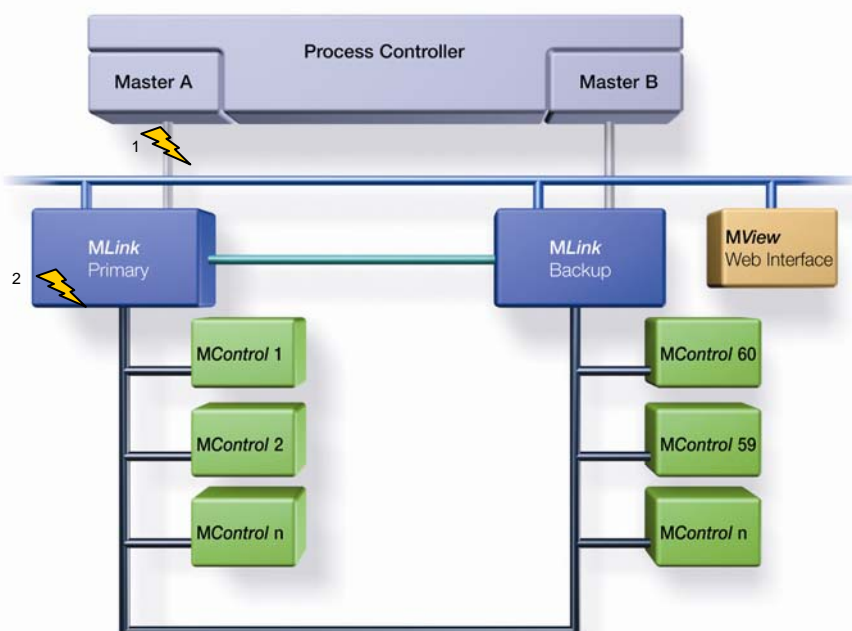 Process Controller
Master A
Master B
1
MLink
Primary
MLink
Backup
MView
Web Interface
2
MControl 1
MControl 60
MControl 2
MControl 59
MControl n
MControl n